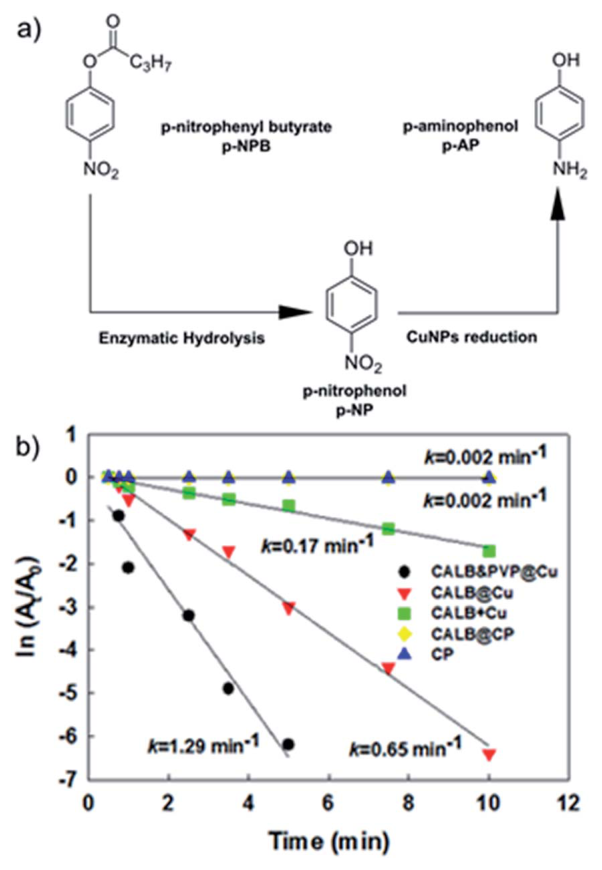 a)
O
O
C3H7
NO2
p-nitrophenyl butyrate
p-NPB
p-aminophenol
p-AP
OH
NH2
Enzymatic Hydrolysis
OH
NO2
p-nitrophenol
p-NP
CuNPs reduction
b)
1
0
-1
-2
-3
-4
-5
-6
-7
ln (At/A0)
k=0.002 min-1
k=0.002 min-1
k=0.17 min-1
CALB&PVP@Cu
CALB@Cu
CALB+Cu
CALB@CP
CP
k=1.29 min-1
k=0.65 min-1
0 2 4 6 8 10 12
Time (min)